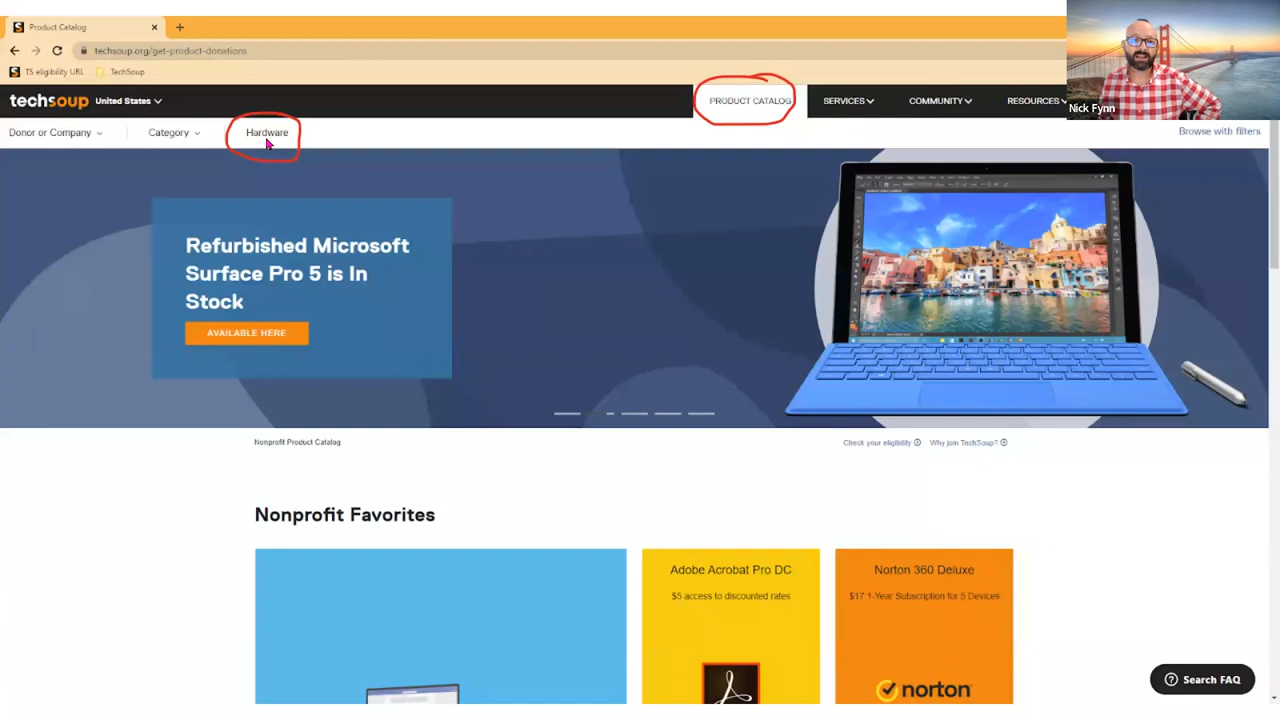 Product Catalog
techsoup.org/get-product-donations
TS eligibility URL
TechSoup
techsoup United States
PRODUCT CATALOG
SERVICES
COMMUNITY
RESOURCES
Nick Fynn
Donor or Company
Category
Hardware
Browse with filters
Refurbished Microsoft
Surface Pro 5 is In
Stock
AVAILABLE HERE
Nonprofit Product Catalog
Check your eligibility
Why join TechSoup?
Nonprofit Favorites
Adobe Acrobat Pro DC
$5 access to discounted rates
Norton 360 Deluxe
$17 1-Year Subscription for 5 Devices
norton
Search FAQ